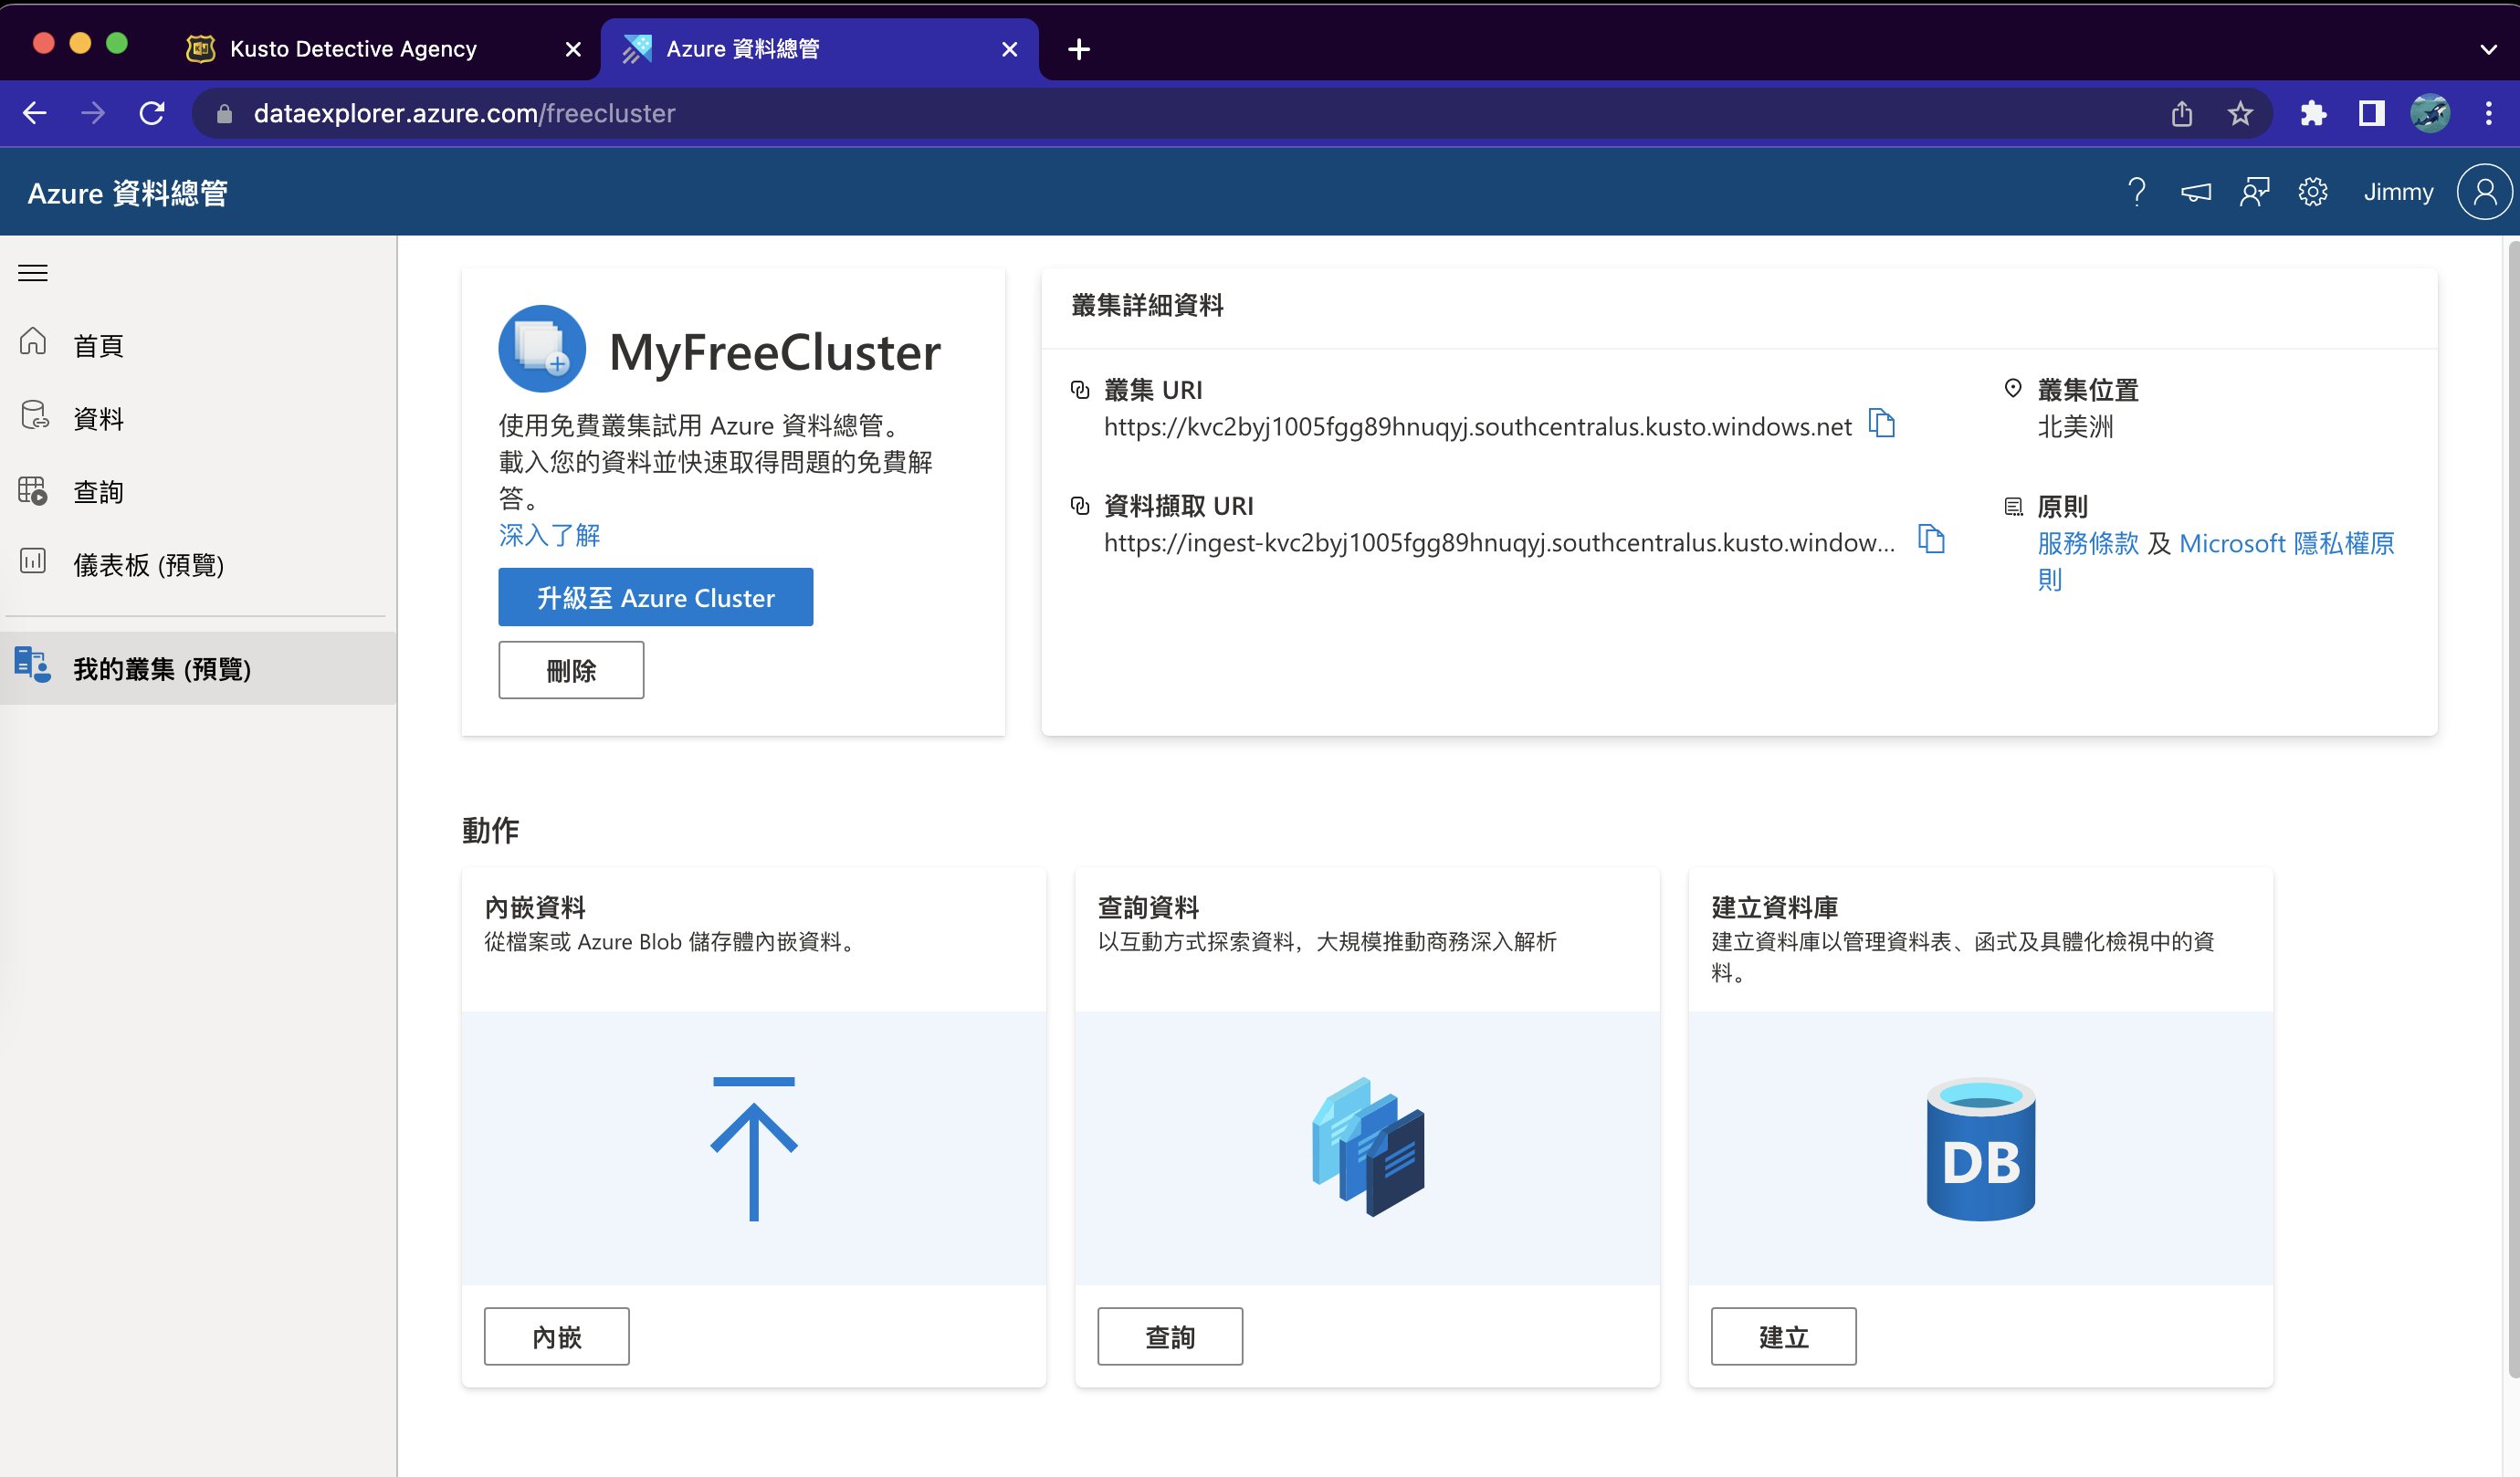 Kusto Detective Agency
Azure 資料總管
dataexplorer.azure.com/freecluster
Azure 資料總管
Jimmy
首頁
資料
查詢
儀表板 (預覽)
我的叢集 (預覽)
MyFreeCluster
使用免費叢集試用 Azure 資料總管。
載入您的資料並快速取得問題的免費解
答。
深入了解
升級至 Azure Cluster
刪除
叢集詳細資料
叢集 URI
https://kvc2byj1005fgg89hnuqyj.southcentralus.kusto.windows.net
資料擷取 URI
https://ingest-kvc2byj1005fgg89hnuqyj.southcentralus.kusto.window...
叢集位置
北美洲
原則
服務條款 及 Microsoft 隱私權原
則
動作
內嵌資料
從檔案或 Azure Blob 儲存體內嵌資料。
內嵌
查詢資料
以互動方式探索資料，大規模推動商務深入解析
查詢
建立資料庫
建立資料庫以管理資料表、函式及具體化檢視中的資
料。
DB
建立